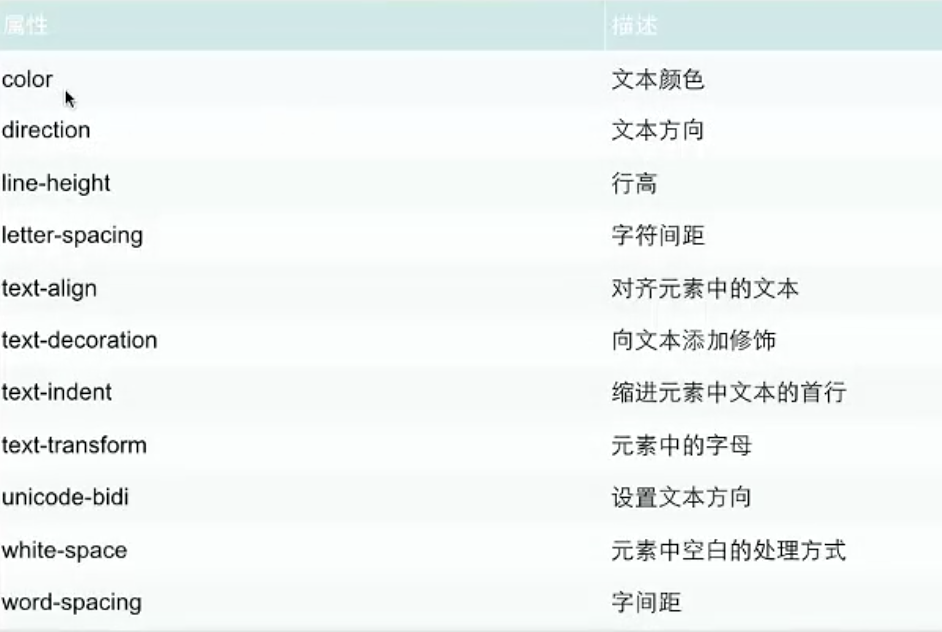 属性 描述
color 文本颜色
direction 文本方向
line-height 行高
letter-spacing 字符间距
text-align 对齐元素中的文本
text-decoration 向文本添加修饰
text-indent 缩进元素中文本的首行
text-transform 元素中的字母
unicode-bidi 设置文本方向
white-space 元素中空白的处理方式
word-spacing 字间距